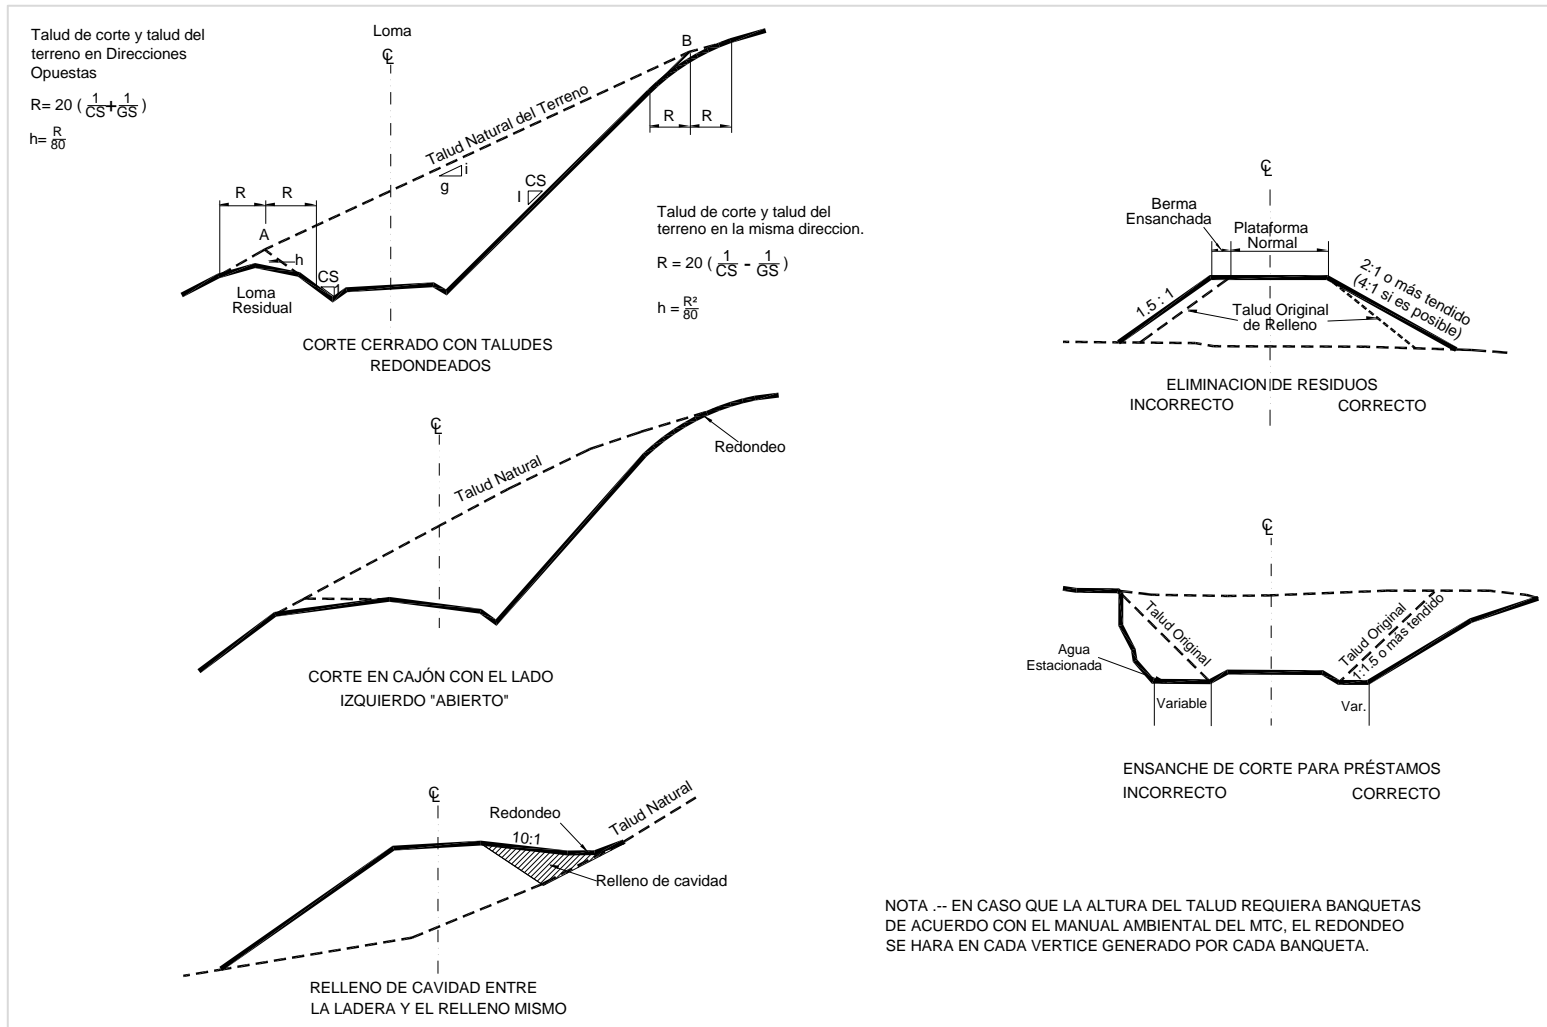 Talud de corte y talud del
terreno en Direcciones
Opuestas
R= 20 ( 1/CS + 1/GS )
h= R/80
Loma
C̵L
B
R R
Talud Natural del Terreno
i
g
CS
I
R R
A
h
CS
I
Loma
Residual
Talud de corte y talud del
terreno en la misma direccion.
R = 20 ( 1/CS - 1/GS )
h = R²/80
CORTE CERRADO CON TALUDES
REDONDEADOS
CL
Talud Natural
Redondeo
CORTE EN CAJÓN CON EL LADO
IZQUIERDO "ABIERTO"
CL
Redondeo
10:1
Talud Natural
Relleno de cavidad
RELLENO DE CAVIDAD ENTRE
LA LADERA Y EL RELLENO MISMO
CL
Berma
Ensanchada
Plataforma
Normal
1.5 : 1
2:1 o más tendido
(4:1 si es posible)
Talud Original
de Relleno
ELIMINACION DE RESIDUOS
INCORRECTO CORRECTO
CL
Talud Original
Talud Original
1:1.5 o más tendido
Agua
Estacionada
Variable
Var.
ENSANCHE DE CORTE PARA PRÉSTAMOS
INCORRECTO CORRECTO
NOTA .-- EN CASO QUE LA ALTURA DEL TALUD REQUIERA BANQUETAS
DE ACUERDO CON EL MANUAL AMBIENTAL DEL MTC, EL REDONDEO
SE HARA EN CADA VERTICE GENERADO POR CADA BANQUETA.